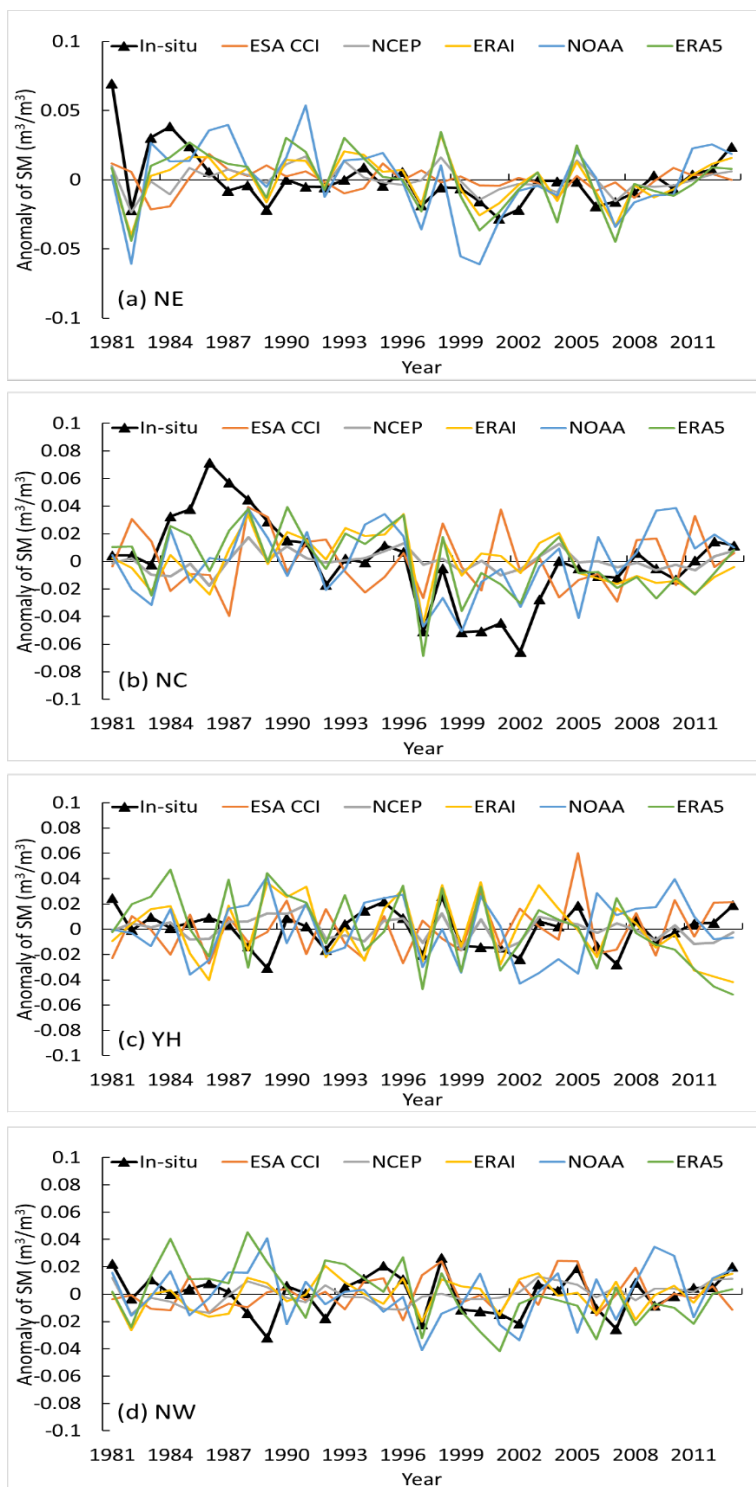 In-situ ESA CCI NCEP ERAI NOAA ERA5
Anomaly of SM (m³/m³)
0.1
0.05
0
-0.05
-0.1
(a) NE
1981 1984 1987 1990 1993 1996 1999 2002 2005 2008 2011
Year
In-situ ESA CCI NCEP ERAI NOAA ERA5
Anomaly of SM (m³/m³)
0.1
0.08
0.06
0.04
0.02
0
-0.02
-0.04
-0.06
-0.08
-0.1
(b) NC
1981 1984 1987 1990 1993 1996 1999 2002 2005 2008 2011
Year
In-situ ESA CCI NCEP ERAI NOAA ERA5
Anomaly of SM (m³/m³)
0.1
0.08
0.06
0.04
0.02
0
-0.02
-0.04
-0.06
-0.08
-0.1
(c) YH
1981 1984 1987 1990 1993 1996 1999 2002 2005 2008 2011
Year
In-situ ESA CCI NCEP ERAI NOAA ERA5
Anomaly of SM (m³/m³)
0.1
0.08
0.06
0.04
0.02
0
-0.02
-0.04
-0.06
-0.08
-0.1
(d) NW
1981 1984 1987 1990 1993 1996 1999 2002 2005 2008 2011
Year